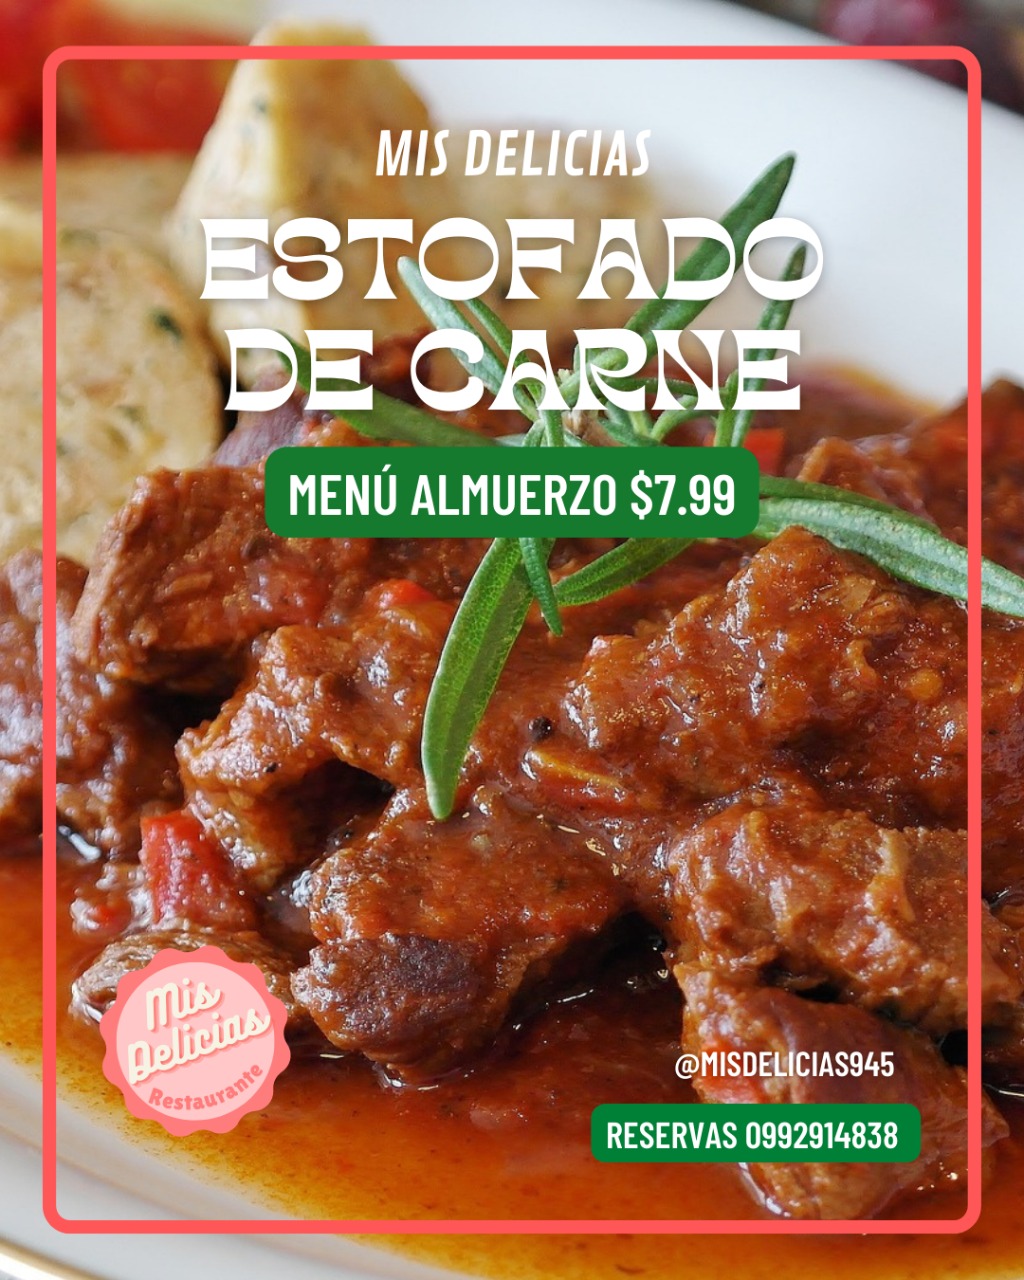 MIS DELICIAS
ESTOFADO
DE CARNE
MENÚ ALMUERZO $7.99
Mis
Delicias
Restaurante
@MISDELICIAS945
RESERVAS 0992914838